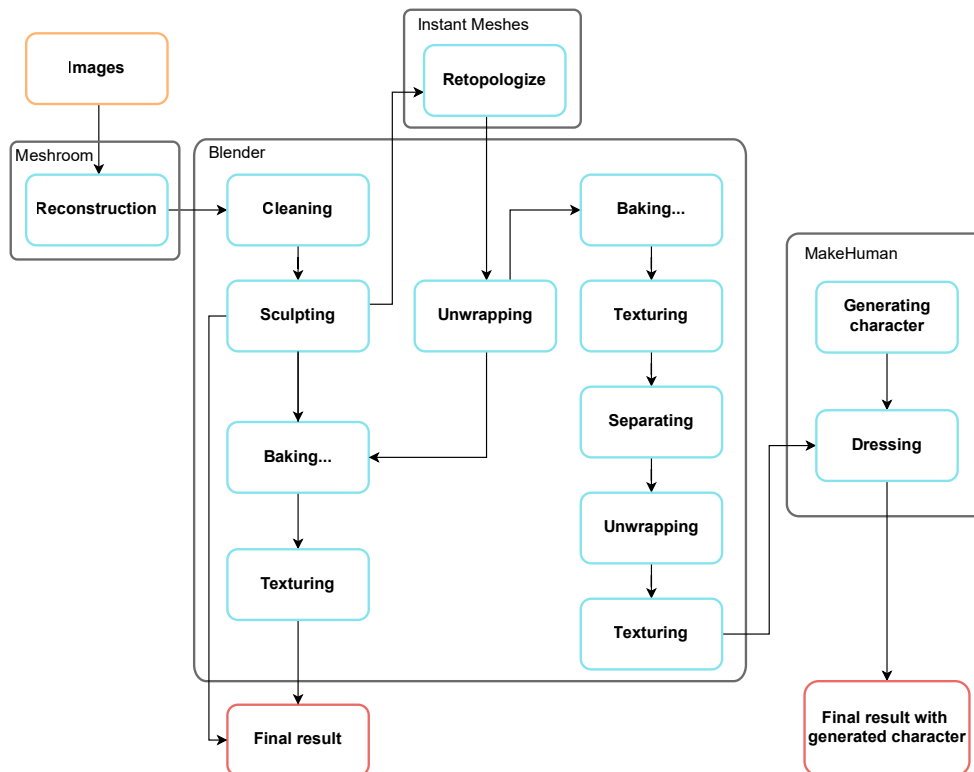 Instant Meshes
Images
Retopologize
Meshroom
Blender
Reconstruction
Cleaning
Baking...
MakeHuman
Sculpting
Unwrapping
Texturing
Generating
character
Separating
Baking...
Dressing
Unwrapping
Texturing
Texturing
Final result
Final result with
generated character